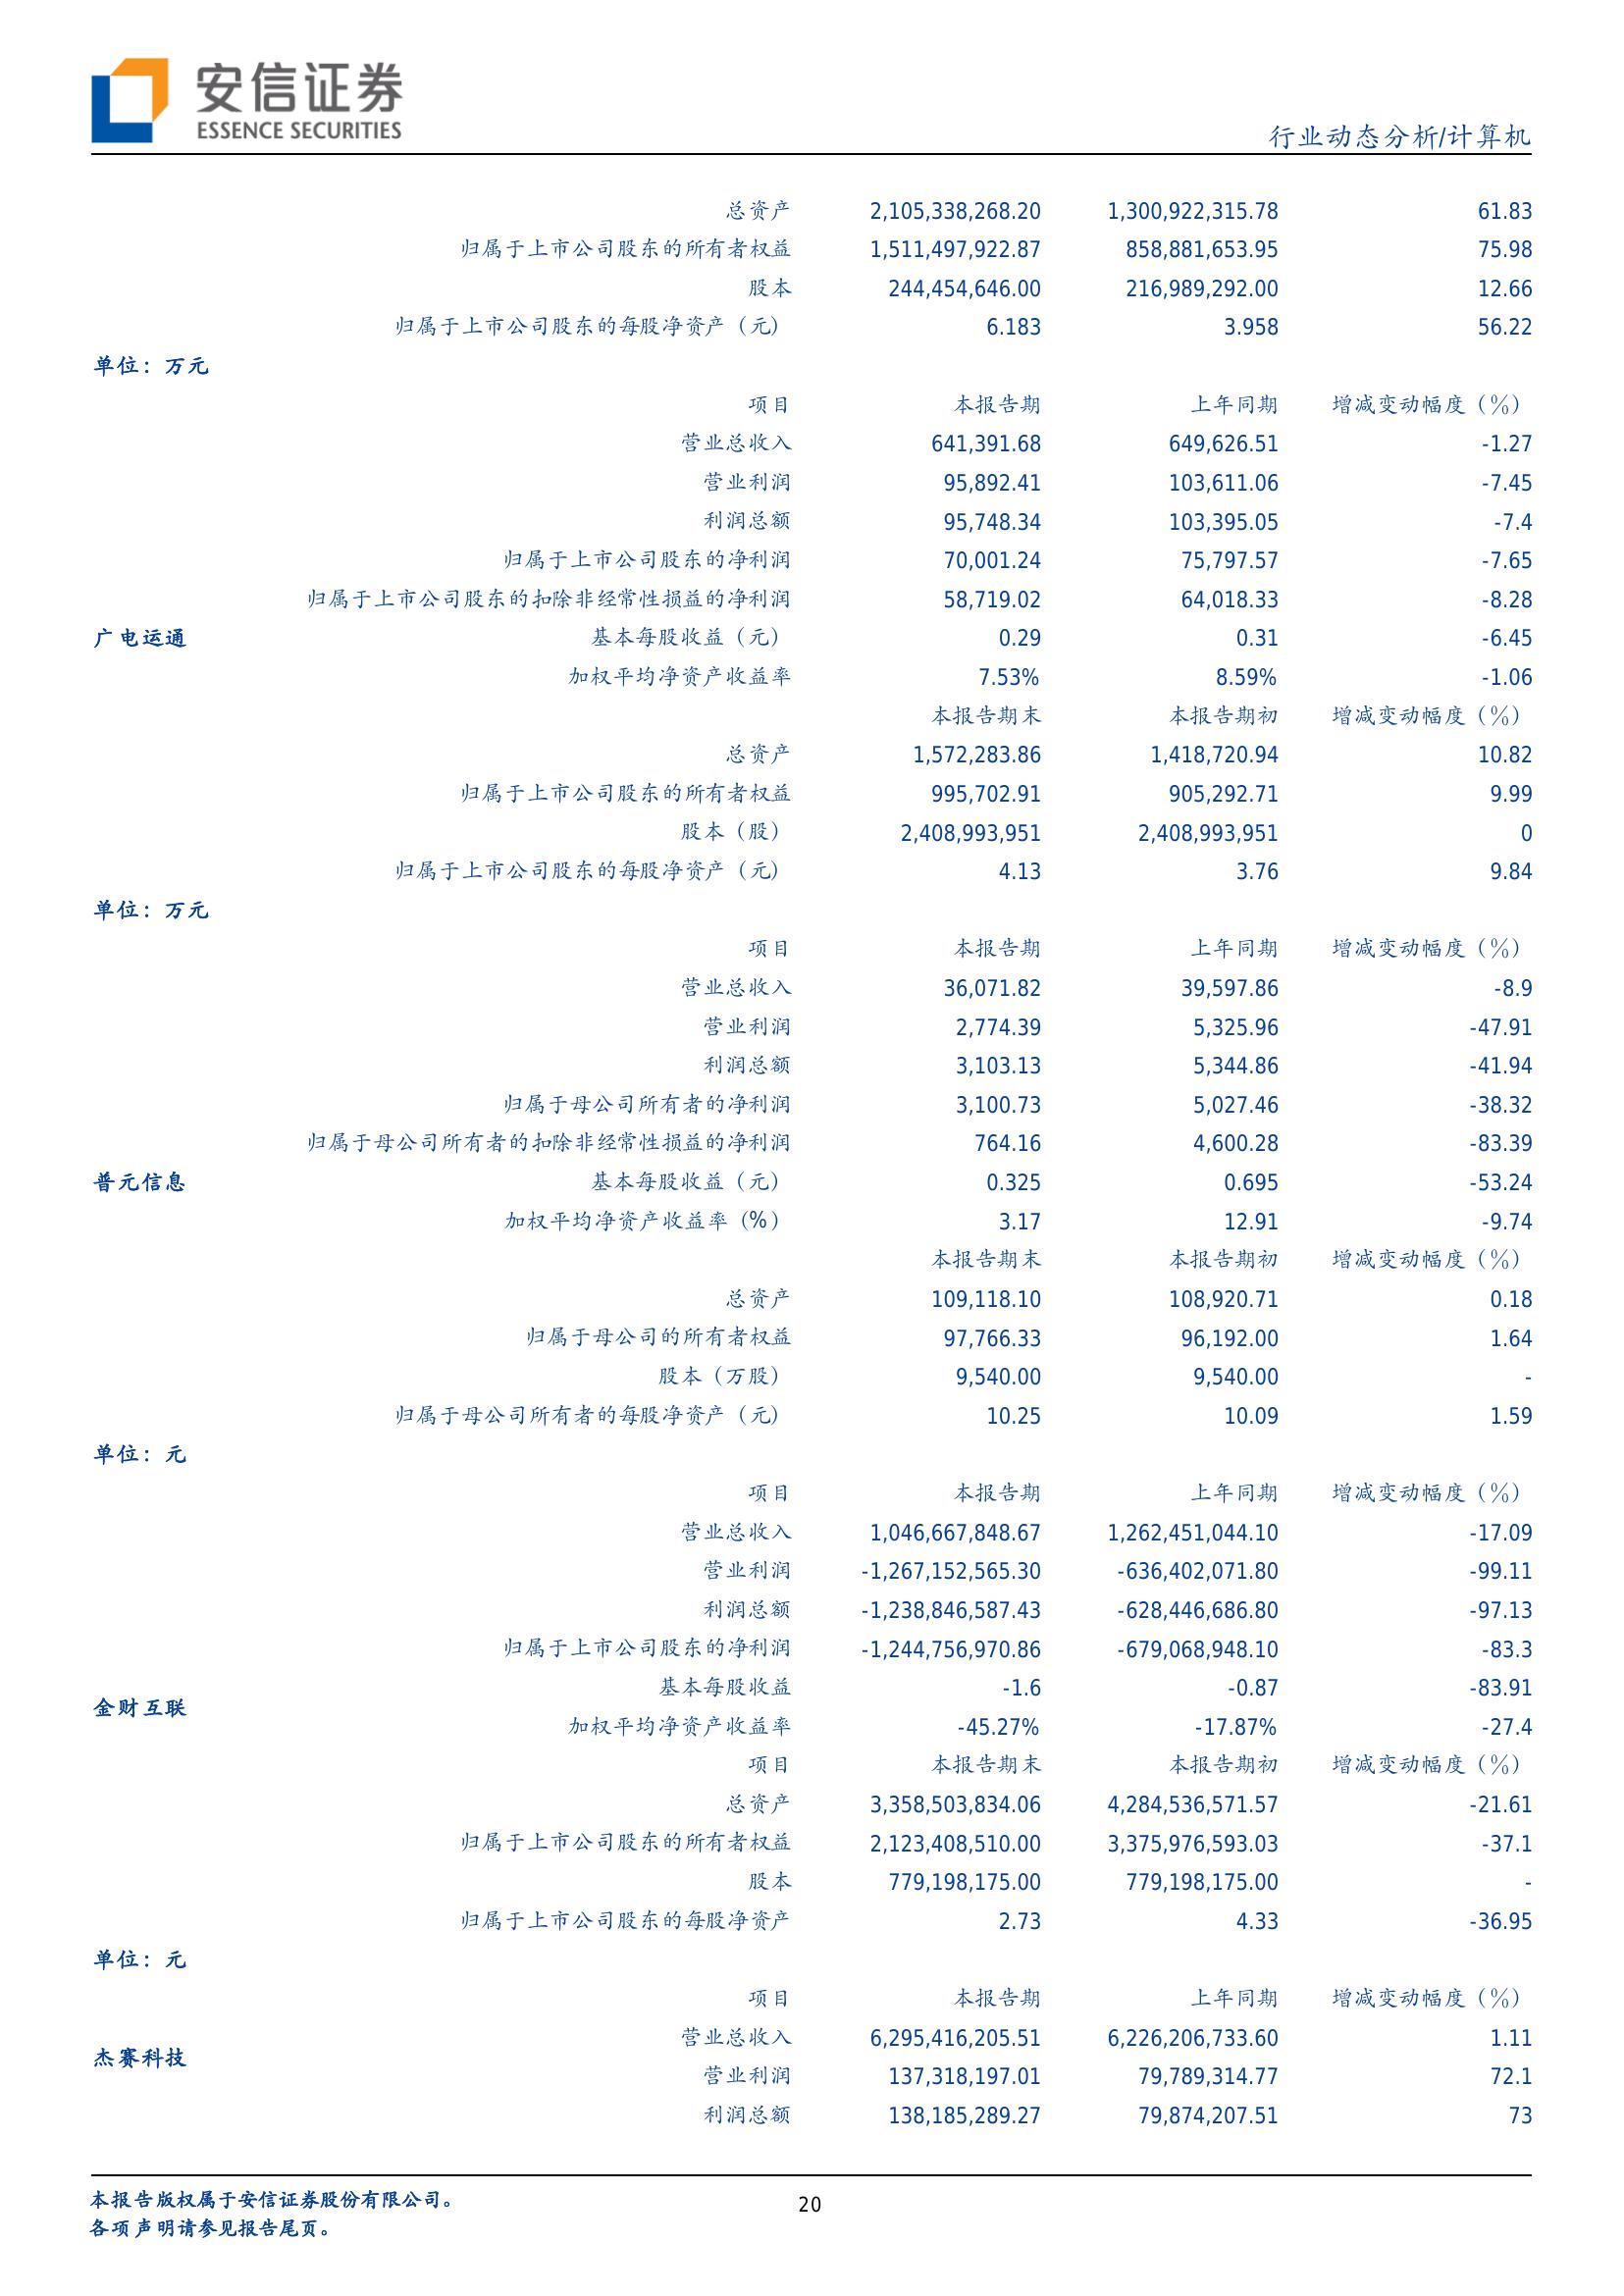 安信证券
ESSENCE SECURITIES
行业动态分析/计算机
总资产 2,105,338,268.20 1,300,922,315.78 61.83
归属于上市公司股东的所有者权益 1,511,497,922.87 858,881,653.95 75.98
股本 244,454,646.00 216,989,292.00 12.66
归属于上市公司股东的每股净资产（元） 6.183 3.958 56.22
单位：万元
项目 本报告期 上年同期 增减变动幅度（％）
营业总收入 641,391.68 649,626.51 -1.27
营业利润 95,892.41 103,611.06 -7.45
利润总额 95,748.34 103,395.05 -7.4
归属于上市公司股东的净利润 70,001.24 75,797.57 -7.65
归属于上市公司股东的扣除非经常性损益的净利润 58,719.02 64,018.33 -8.28
广电运通 基本每股收益（元） 0.29 0.31 -6.45
加权平均净资产收益率 7.53% 8.59% -1.06
本报告期末 本报告期初 增减变动幅度（％）
总资产 1,572,283.86 1,418,720.94 10.82
归属于上市公司股东的所有者权益 995,702.91 905,292.71 9.99
股本（股） 2,408,993,951 2,408,993,951 0
归属于上市公司股东的每股净资产（元） 4.13 3.76 9.84
单位：万元
项目 本报告期 上年同期 增减变动幅度（％）
营业总收入 36,071.82 39,597.86 -8.9
营业利润 2,774.39 5,325.96 -47.91
利润总额 3,103.13 5,344.86 -41.94
归属于母公司所有者的净利润 3,100.73 5,027.46 -38.32
归属于母公司所有者的扣除非经常性损益的净利润 764.16 4,600.28 -83.39
普元信息 基本每股收益（元） 0.325 0.695 -53.24
加权平均净资产收益率（%） 3.17 12.91 -9.74
本报告期末 本报告期初 增减变动幅度（％）
总资产 109,118.10 108,920.71 0.18
归属于母公司的所有者权益 97,766.33 96,192.00 1.64
股本（万股） 9,540.00 9,540.00 -
归属于母公司所有者的每股净资产（元） 10.25 10.09 1.59
单位：元
项目 本报告期 上年同期 增减变动幅度（％）
营业总收入 1,046,667,848.67 1,262,451,044.10 -17.09
营业利润 -1,267,152,565.30 -636,402,071.80 -99.11
利润总额 -1,238,846,587.43 -628,446,686.80 -97.13
归属于上市公司股东的净利润 -1,244,756,970.86 -679,068,948.10 -83.3
基本每股收益 -1.6 -0.87 -83.91
金财互联
加权平均净资产收益率 -45.27% -17.87% -27.4
项目 本报告期末 本报告期初 增减变动幅度（％）
总资产 3,358,503,834.06 4,284,536,571.57 -21.61
归属于上市公司股东的所有者权益 2,123,408,510.00 3,375,976,593.03 -37.1
股本 779,198,175.00 779,198,175.00 -
归属于上市公司股东的每股净资产 2.73 4.33 -36.95
单位：元
项目 本报告期 上年同期 增减变动幅度（％）
营业总收入 6,295,416,205.51 6,226,206,733.60 1.11
杰赛科技
营业利润 137,318,197.01 79,789,314.77 72.1
利润总额 138,185,289.27 79,874,207.51 73
本报告版权属于安信证券股份有限公司。
20
各项声明请参见报告尾页。